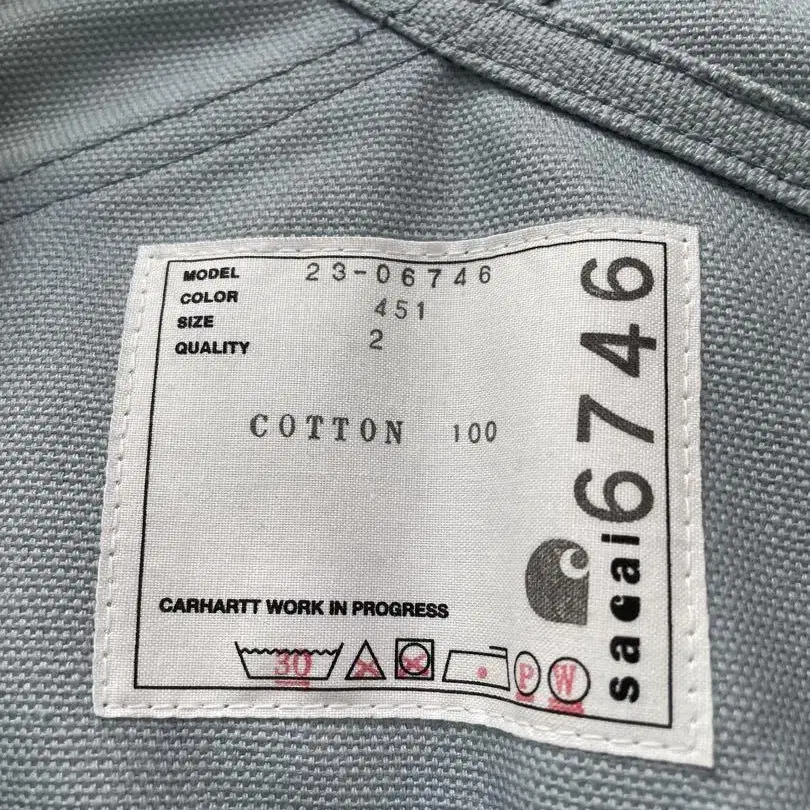 MODEL 23-06746
COLOR 451
SIZE 2
QUALITY
COTTON 100
CARHARTT WORK IN PROGRESS
30 P W
sacai 6746